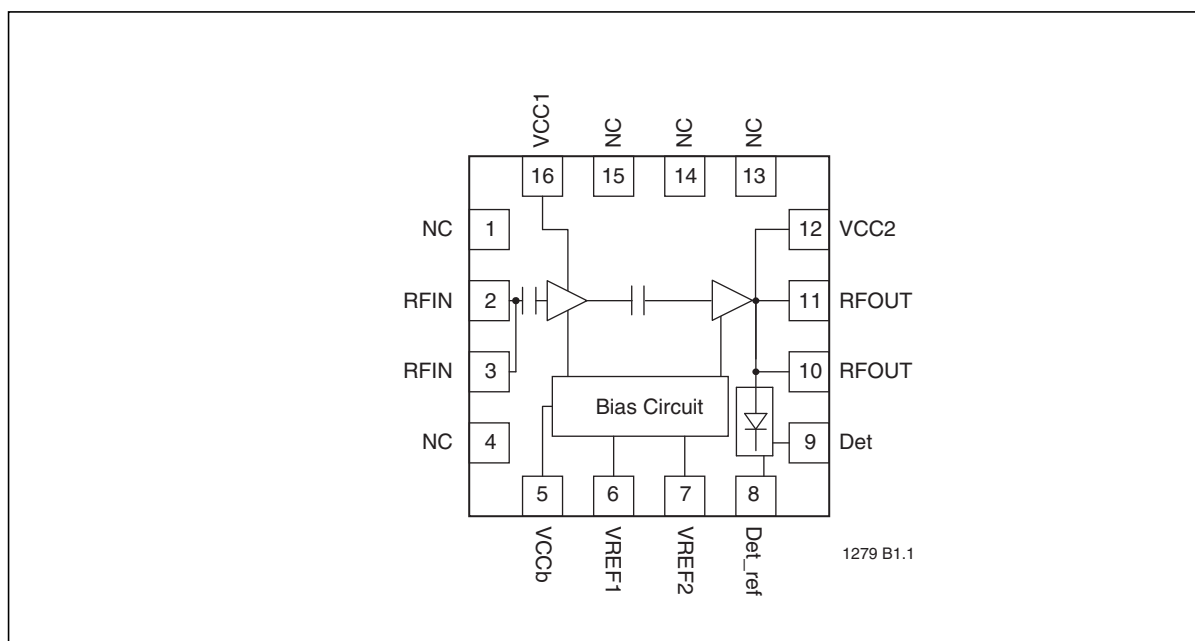 VCC1
NC
NC
NC
16
15
14
13
NC
1
12
VCC2
RFIN
2
11
RFOUT
RFIN
3
10
RFOUT
Bias Circuit
NC
4
9
Det
5
6
7
8
VCCb
VREF1
VREF2
Det_ref
1279 B1.1